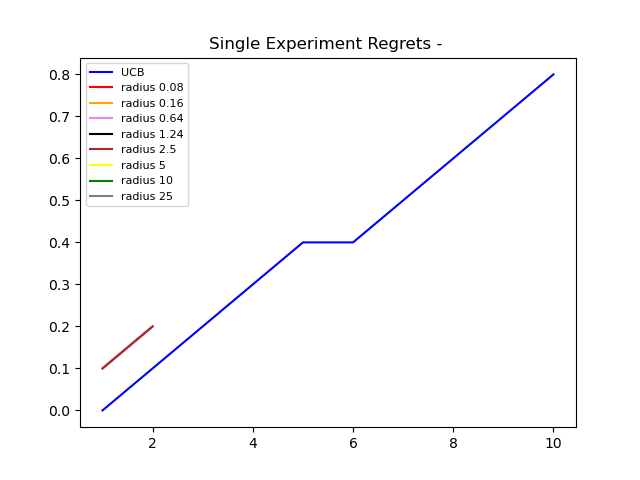 Single Experiment Regrets -
UCB
radius 0.08
radius 0.16
radius 0.64
radius 1.24
radius 2.5
radius 5
radius 10
radius 25
0.8
0.7
0.6
0.5
0.4
0.3
0.2
0.1
0.0
2 4 6 8 10